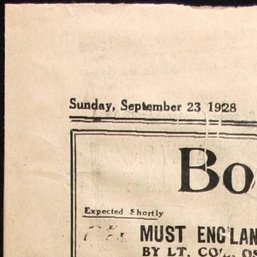 Sunday, September 23 1928
Bo
Expected Shortly
MUST ENGLAN
BY LT. CO